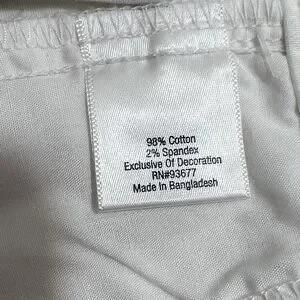 98% Cotton
2% Spandex
Exclusive Of Decoration
RN#93677
Made In Bangladesh